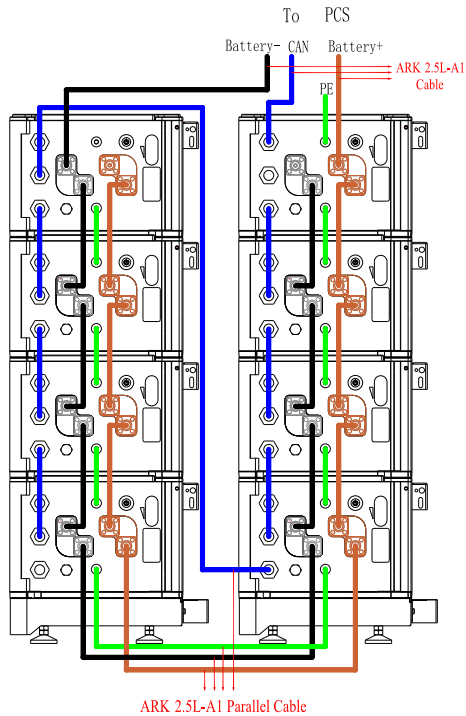 To PCS
Battery- CAN Battery+
ARK 2.5L-A1
Cable
PE
ARK 2.5L-A1 Parallel Cable